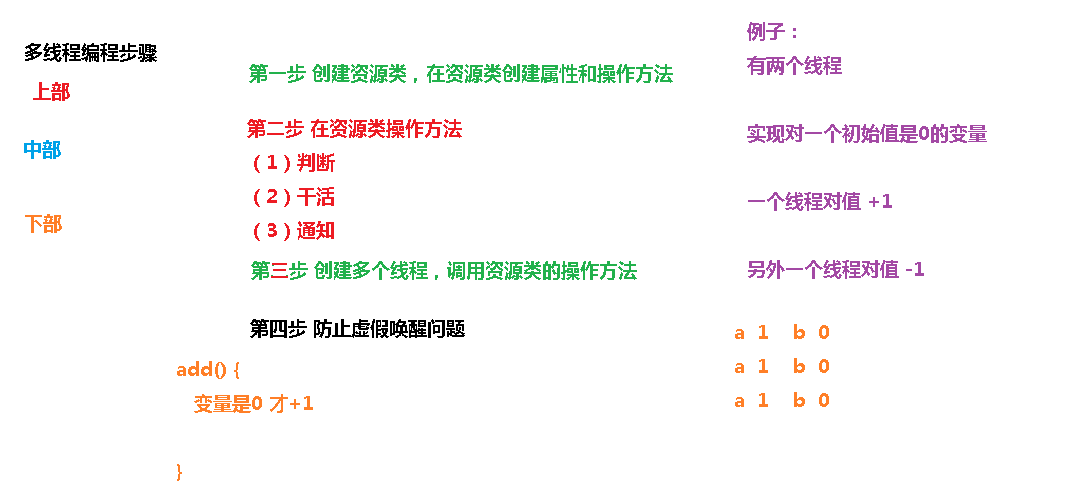 多线程编程步骤
上部
中部
下部
第一步 创建资源类，在资源类创建属性和操作方法
第二步 在资源类操作方法
（1）判断
（2）干活
（3）通知
第三步 创建多个线程，调用资源类的操作方法
第四步 防止虚假唤醒问题
add() {
变量是0 才+1
}
例子：
有两个线程
实现对一个初始值是0的变量
一个线程对值 +1
另外一个线程对值 -1
a 1 b 0
a 1 b 0
a 1 b 0